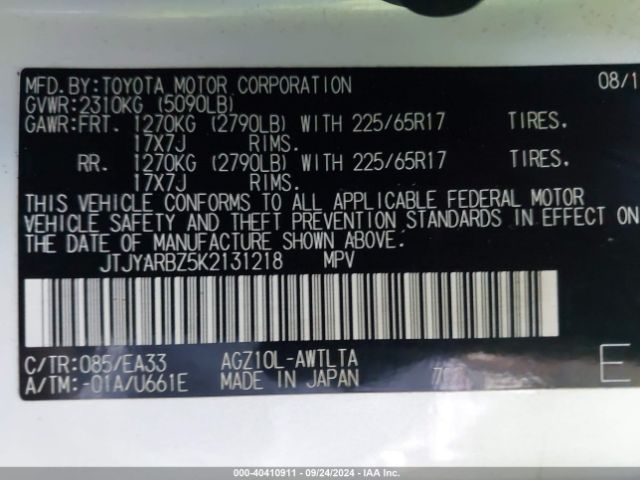 MFD.BY:TOYOTA MOTOR CORPORATION 08/1
GVWR:2310KG (5090LB)
GAWR:FRT. 1270KG (2790LB) WITH 225/65R17 TIRES.
17X7J RIMS.
RR. 1270KG (2790LB) WITH 225/65R17 TIRES.
17X7J RIMS.
THIS VEHICLE CONFORMS TO ALL APPLICABLE FEDERAL MOTOR
VEHICLE SAFETY AND THEFT PREVENTION STANDARDS IN EFFECT ON
THE DATE OF MANUFACTURE SHOWN ABOVE.
JTJYARBZ5K2131218 MPV
C/TR:085/EA33 AGZ10L-AWTLTA
A/TM:-01A/U661E MADE IN JAPAN E
000-40410911 - 09/24/2024 - IAAI.com